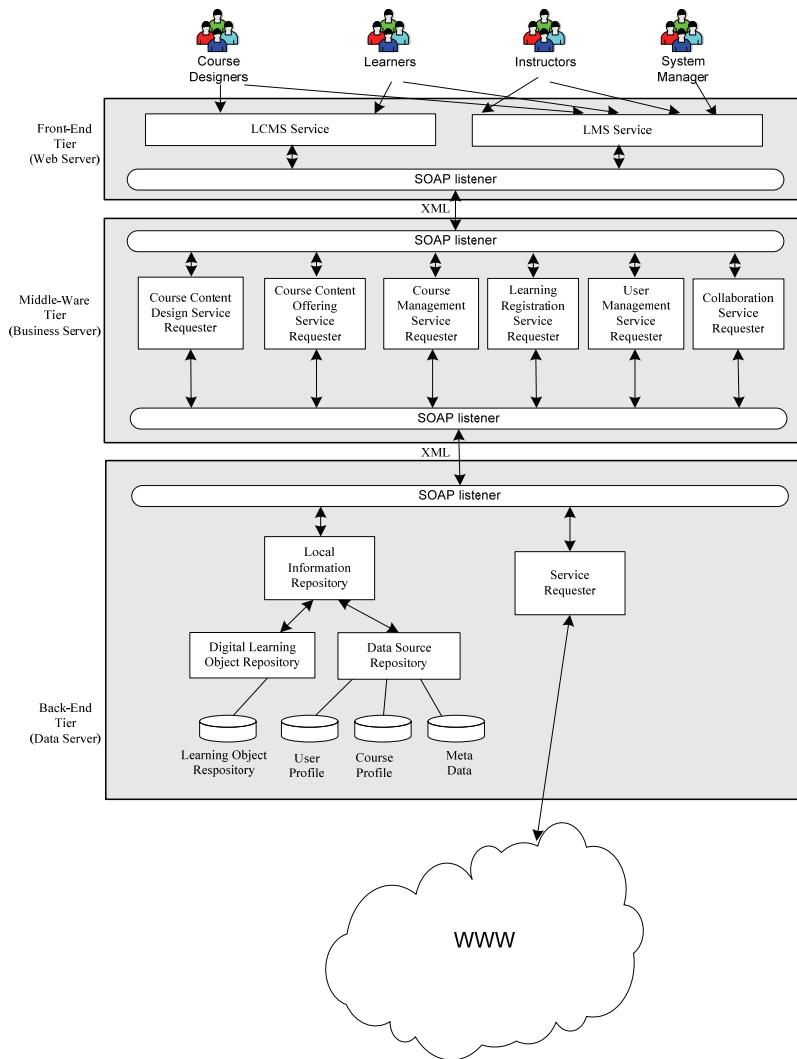 Course
Designers
Learners
Instructors
System
Manager
Front-End
Tier
(Web Server)
LCMS Service
LMS Service
SOAP listener
XML
SOAP listener
Middle-Ware
Tier
(Business Server)
Course Content
Design Service
Requester
Course Content
Offering
Service
Requester
Course
Management
Service
Requester
Learning
Registration
Service
Requester
User
Management
Service
Requester
Collaboration
Service
Requester
SOAP listener
XML
SOAP listener
Local
Information
Repository
Service
Requester
Digital Learning
Object Repository
Data Source
Repository
Back-End
Tier
(Data Server)
Learning Object
Respository
User
Profile
Course
Profile
Meta
Data
WWW